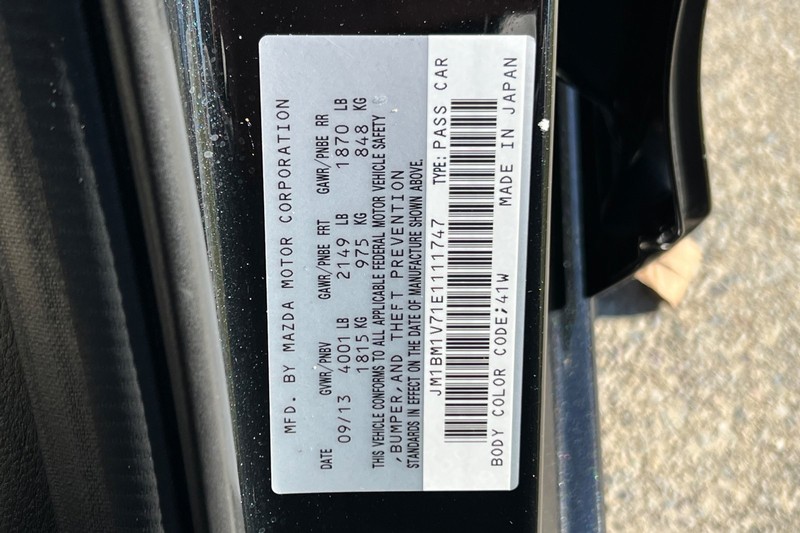 MFD. BY MAZDA MOTOR CORPORATION
DATE GVWR/PNBV GAWR/PNBE FRT GAWR/PNBE RR
09/13 4001 LB 2149 LB 1870 LB
1815 KG 975 KG 848 KG
THIS VEHICLE CONFORMS TO ALL APPLICABLE FEDERAL MOTOR VEHICLE SAFETY
,BUMPER,AND THEFT PREVENTION
STANDARDS IN EFFECT ON THE DATE OF MANUFACTURE SHOWN ABOVE.
JM1BM1V71E1111747 TYPE: PASS CAR
BODY COLOR CODE;41W MADE IN JAPAN